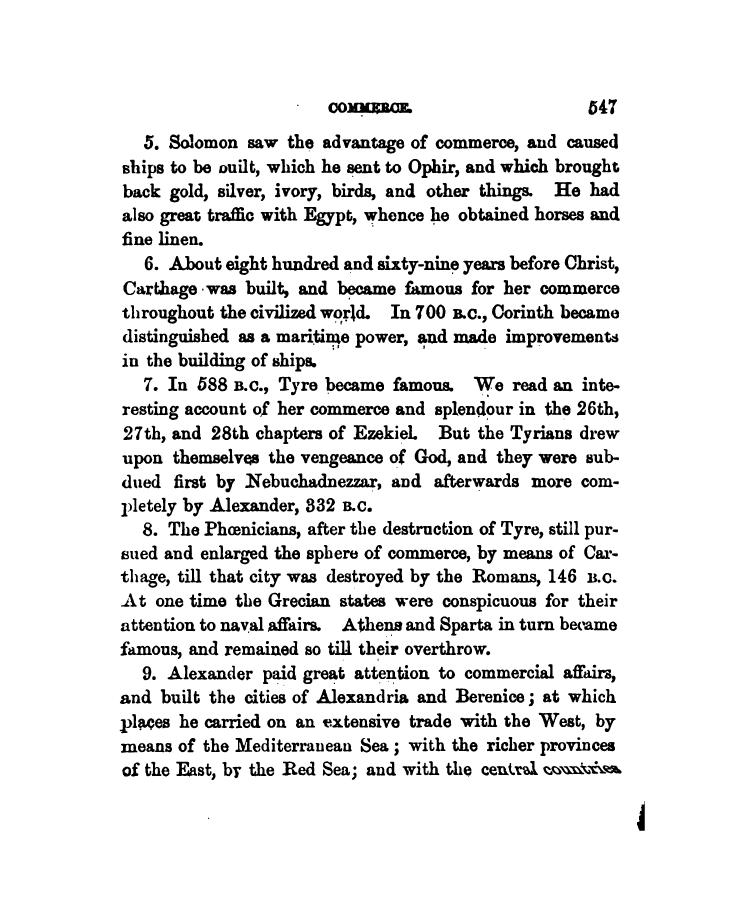 COMMERCE. 547
5. Solomon saw the advantage of commerce, and caused
ships to be built, which he sent to Ophir, and which brought
back gold, silver, ivory, birds, and other things. He had
also great traffic with Egypt, whence he obtained horses and
fine linen.
6. About eight hundred and sixty-nine years before Christ,
Carthage was built, and became famous for her commerce
throughout the civilized world. In 700 B.C., Corinth became
distinguished as a maritime power, and made improvements
in the building of ships.
7. In 588 B.C., Tyre became famous. We read an inte-
resting account of her commerce and splendour in the 26th,
27th, and 28th chapters of Ezekiel. But the Tyrians drew
upon themselves the vengeance of God, and they were sub-
dued first by Nebuchadnezzar, and afterwards more com-
pletely by Alexander, 332 B.C.
8. The Phœnicians, after the destruction of Tyre, still pur-
sued and enlarged the sphere of commerce, by means of Car-
thage, till that city was destroyed by the Romans, 146 B.C.
At one time the Grecian states were conspicuous for their
attention to naval affairs. Athens and Sparta in turn became
famous, and remained so till their overthrow.
9. Alexander paid great attention to commercial affairs,
and built the cities of Alexandria and Berenice; at which
places he carried on an extensive trade with the West, by
means of the Mediterranean Sea; with the richer provinces
of the East, by the Red Sea; and with the central countries